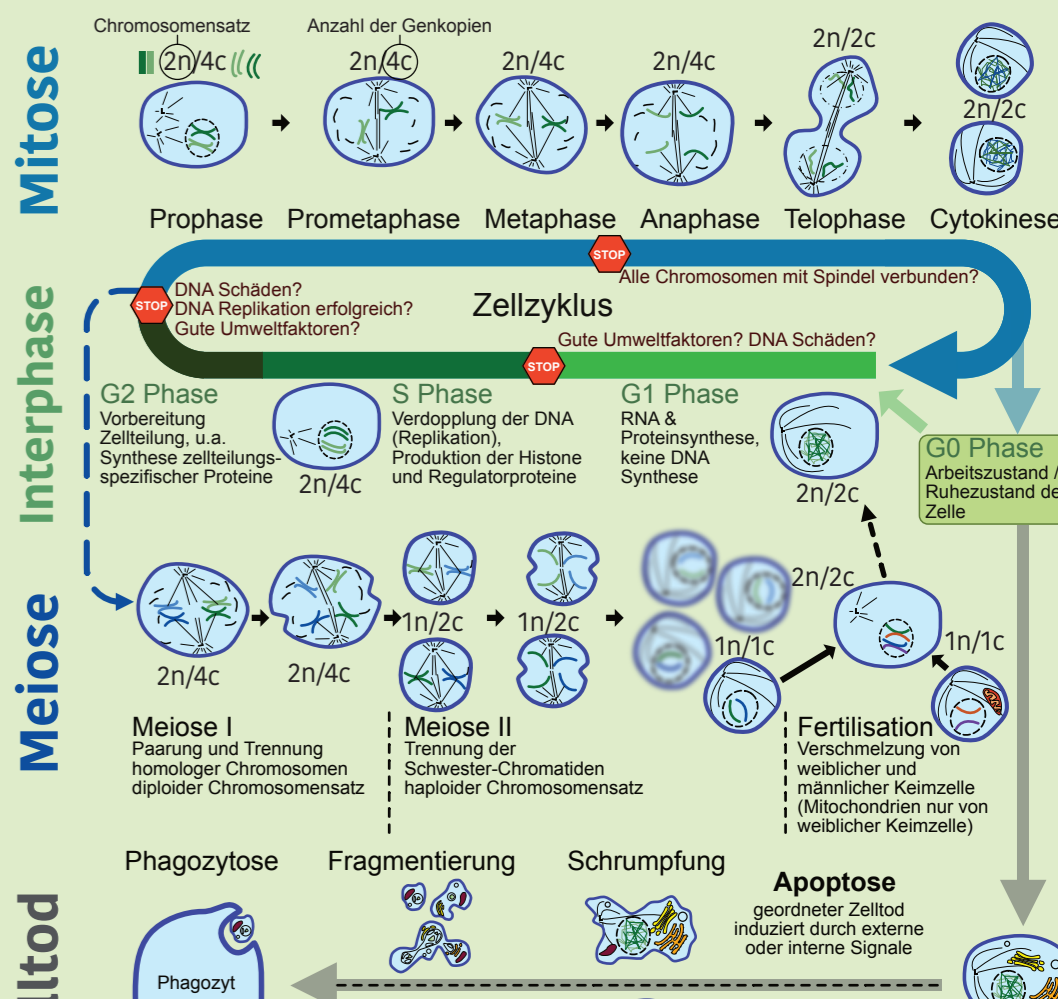 Mitose
Chromosomensatz
Anzahl der Genkopien
2n/4c
2n/4c
2n/4c
2n/4c
2n/2c
2n/2c
Prophase
Prometaphase
Metaphase
Anaphase
Telophase
Cytokinese
STOP
Alle Chromosomen mit Spindel verbunden?
STOP
DNA Schäden?
DNA Replikation erfolgreich?
Gute Umweltfaktoren?
Zellzyklus
Gute Umweltfaktoren? DNA Schäden?
STOP
Interphase
G2 Phase
Vorbereitung
Zellteilung, u.a.
Synthese zellteilungs-
spezifischer Proteine
2n/4c
S Phase
Verdopplung der DNA
(Replikation),
Produktion der Histone
und Regulatorproteine
G1 Phase
RNA &
Proteinsynthese,
keine DNA
Synthese
2n/2c
G0 Phase
Arbeitszustand /
Ruhezustand de
Zelle
Meiose
2n/4c
2n/4c
1n/2c
1n/2c
2n/2c
1n/1c
1n/1c
Meiose I
Paarung und Trennung
homologer Chromosomen
diploider Chromosomensatz
Meiose II
Trennung der
Schwester-Chromatiden
haploider Chromosomensatz
Fertilisation
Verschmelzung von
weiblicher und
männlicher Keimzelle
(Mitochondrien nur von
weiblicher Keimzelle)
lltod
Phagozytose
Fragmentierung
Schrumpfung
Apoptose
geordneter Zelltod
induziert durch externe
oder interne Signale
Phagozyt